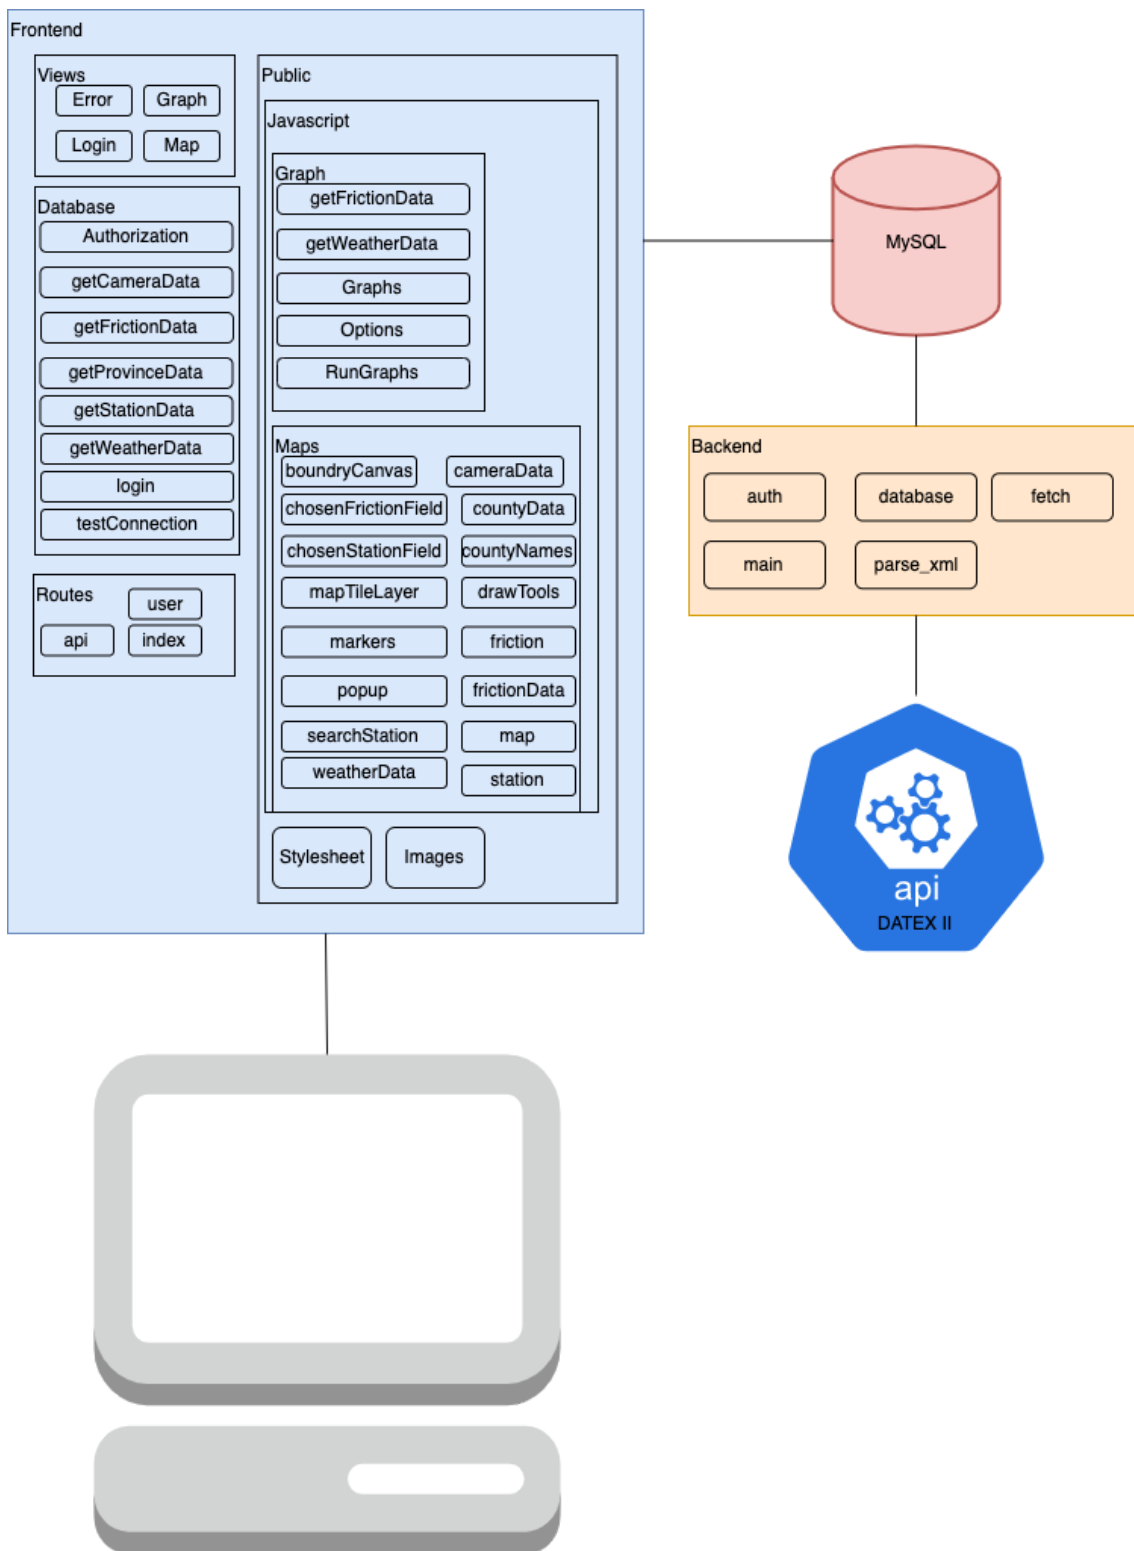 Frontend
Views
Error
Graph
Login
Map
Database
Authorization
getCameraData
getFrictionData
getProvinceData
getStationData
getWeatherData
login
testConnection
Routes
user
api
index
Public
Javascript
Graph
getFrictionData
getWeatherData
Graphs
Options
RunGraphs
Maps
boundryCanvas
cameraData
chosenFrictionField
countyData
chosenStationField
countyNames
mapTileLayer
drawTools
markers
friction
popup
frictionData
searchStation
map
weatherData
station
Stylesheet
Images
MySQL
Backend
auth
database
fetch
main
parse_xml
api
DATEX II